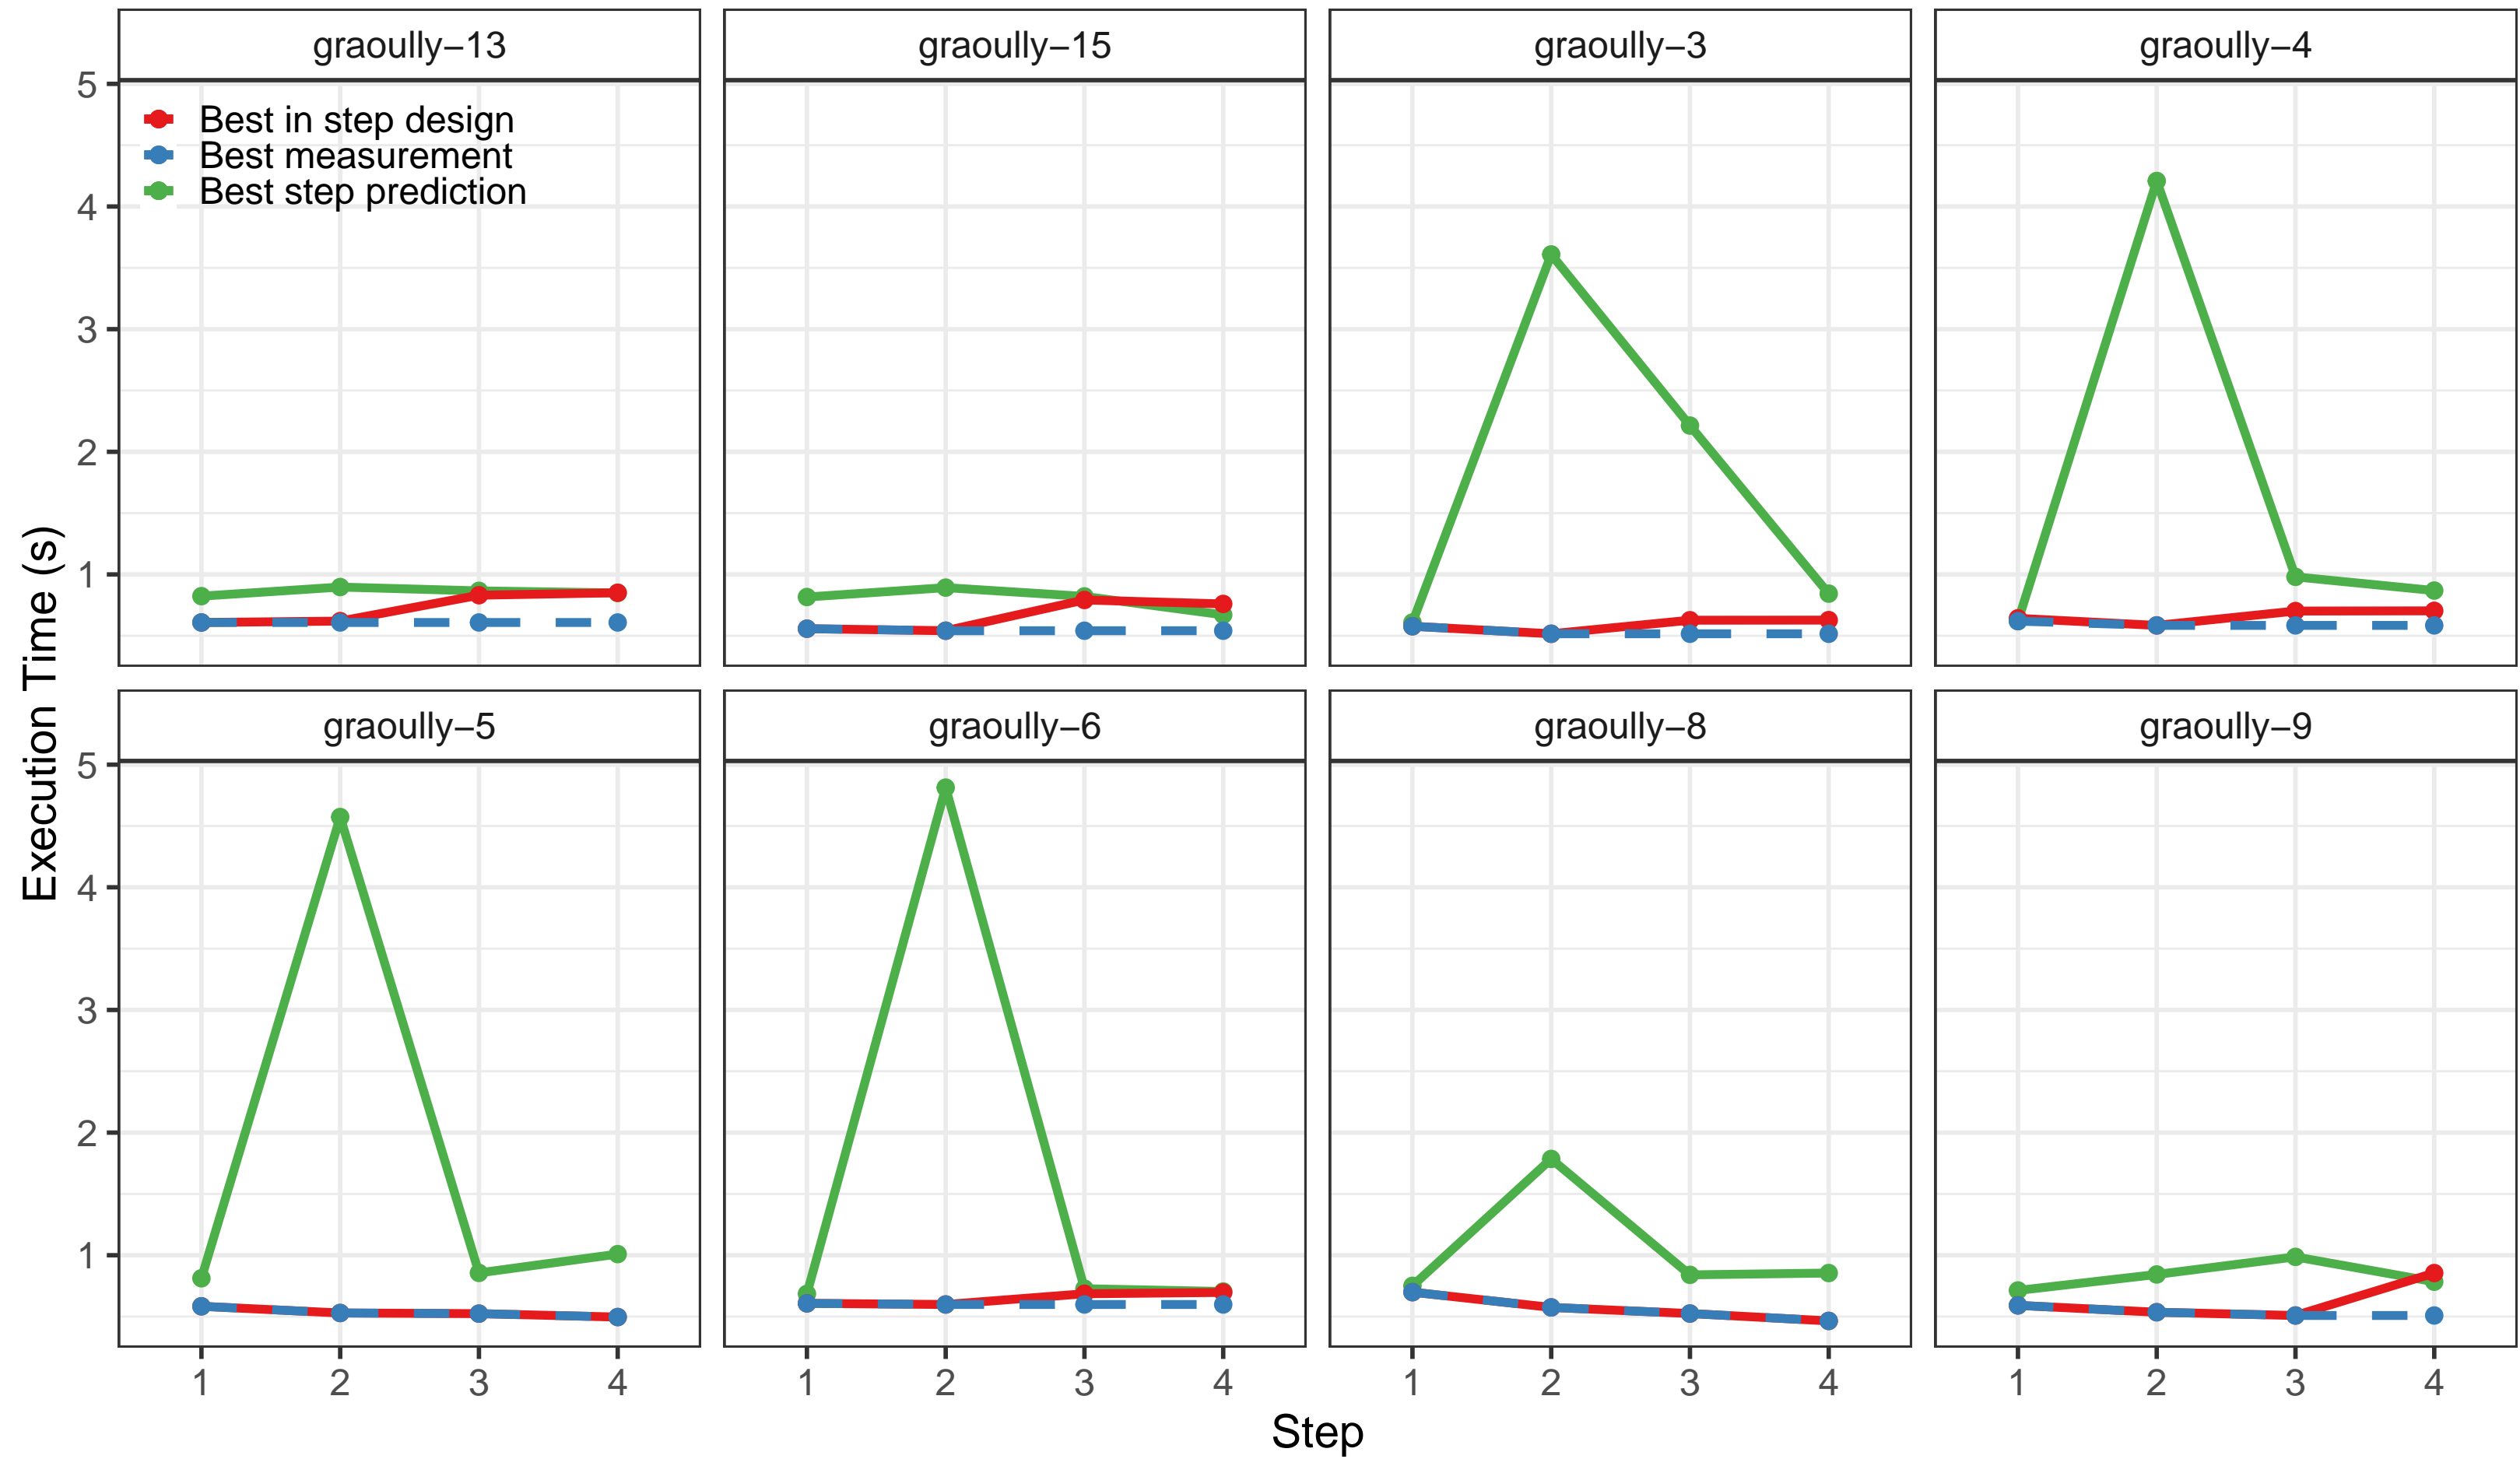 graoully–13
graoully–15
graoully–3
graoully–4
Best in step design
Best measurement
Best step prediction
5
4
3
2
1
Execution Time (s)
graoully–5
graoully–6
graoully–8
graoully–9
5
4
3
2
1
1 2 3 4
1 2 3 4
1 2 3 4
1 2 3 4
Step